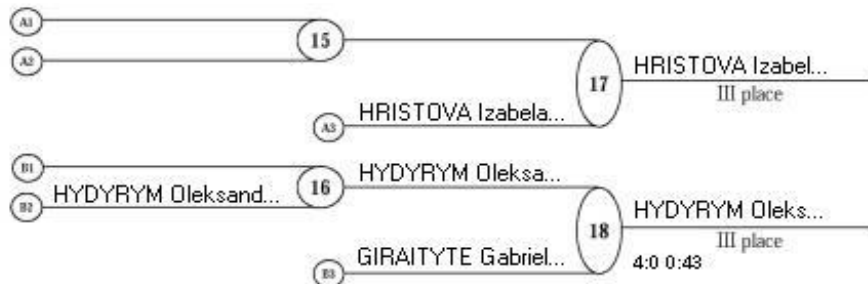 A1
15
A2
HRISTOVA Izabel...
17
III place
HRISTOVA Izabela...
A3
B1
HYDYRYM Oleksa...
16
HYDYRYM Oleksand...
B2
HYDYRYM Oleks...
18
III place
GIRAITYTE Gabriel...
4:0 0:43
B3